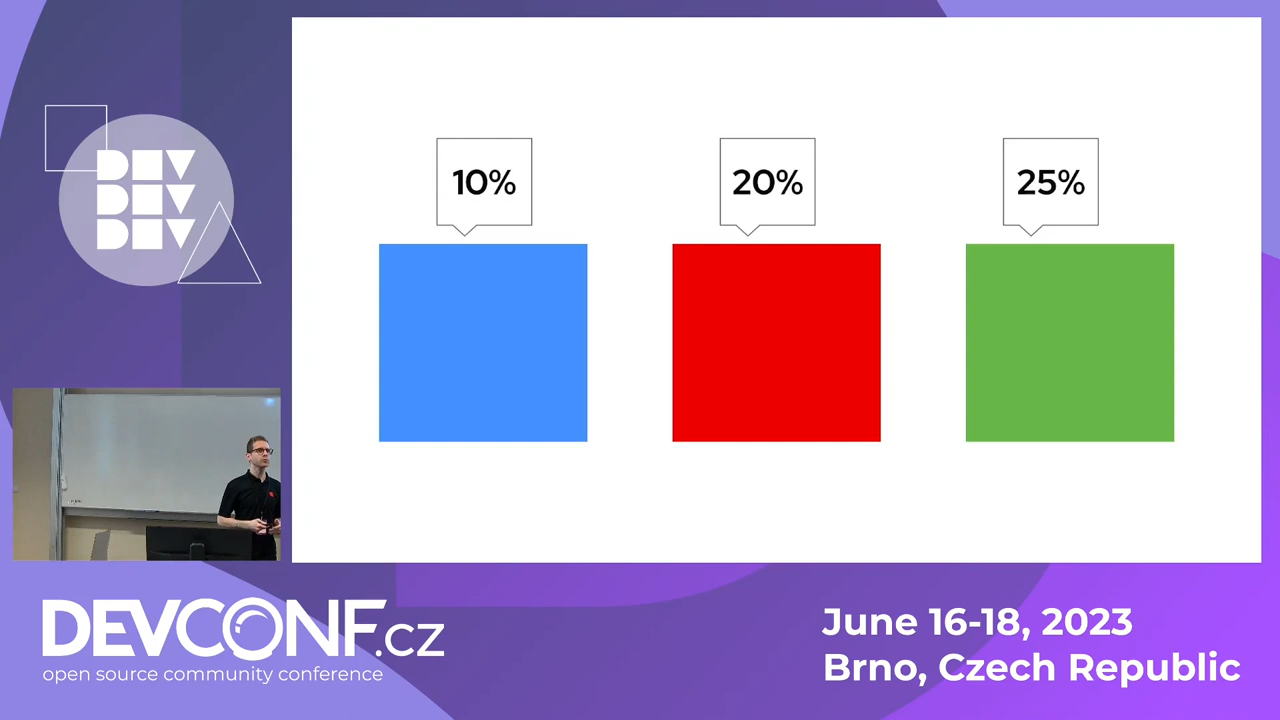 DEV
DEV
DEV
10%
20%
25%
DEVCONF.cz
open source community conference
June 16-18, 2023
Brno, Czech Republic